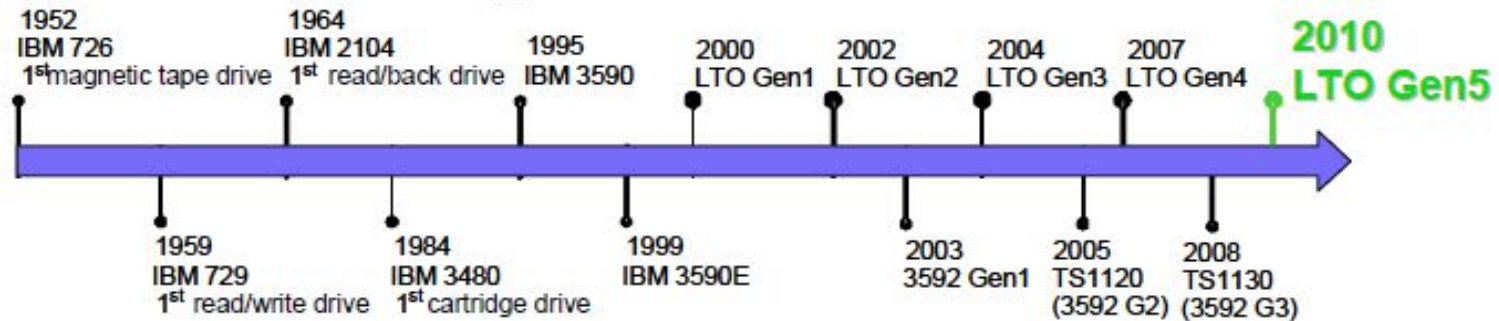 1952
IBM 726
1st magnetic tape drive
1964
IBM 2104
1st read/back drive
1995
IBM 3590
2000
LTO Gen1
2002
LTO Gen2
2004
LTO Gen3
2007
LTO Gen4
2010
LTO Gen5
1959
IBM 729
1st read/write drive
1984
IBM 3480
1st cartridge drive
1999
IBM 3590E
2003
3592 Gen1
2005
TS1120
(3592 G2)
2008
TS1130
(3592 G3)